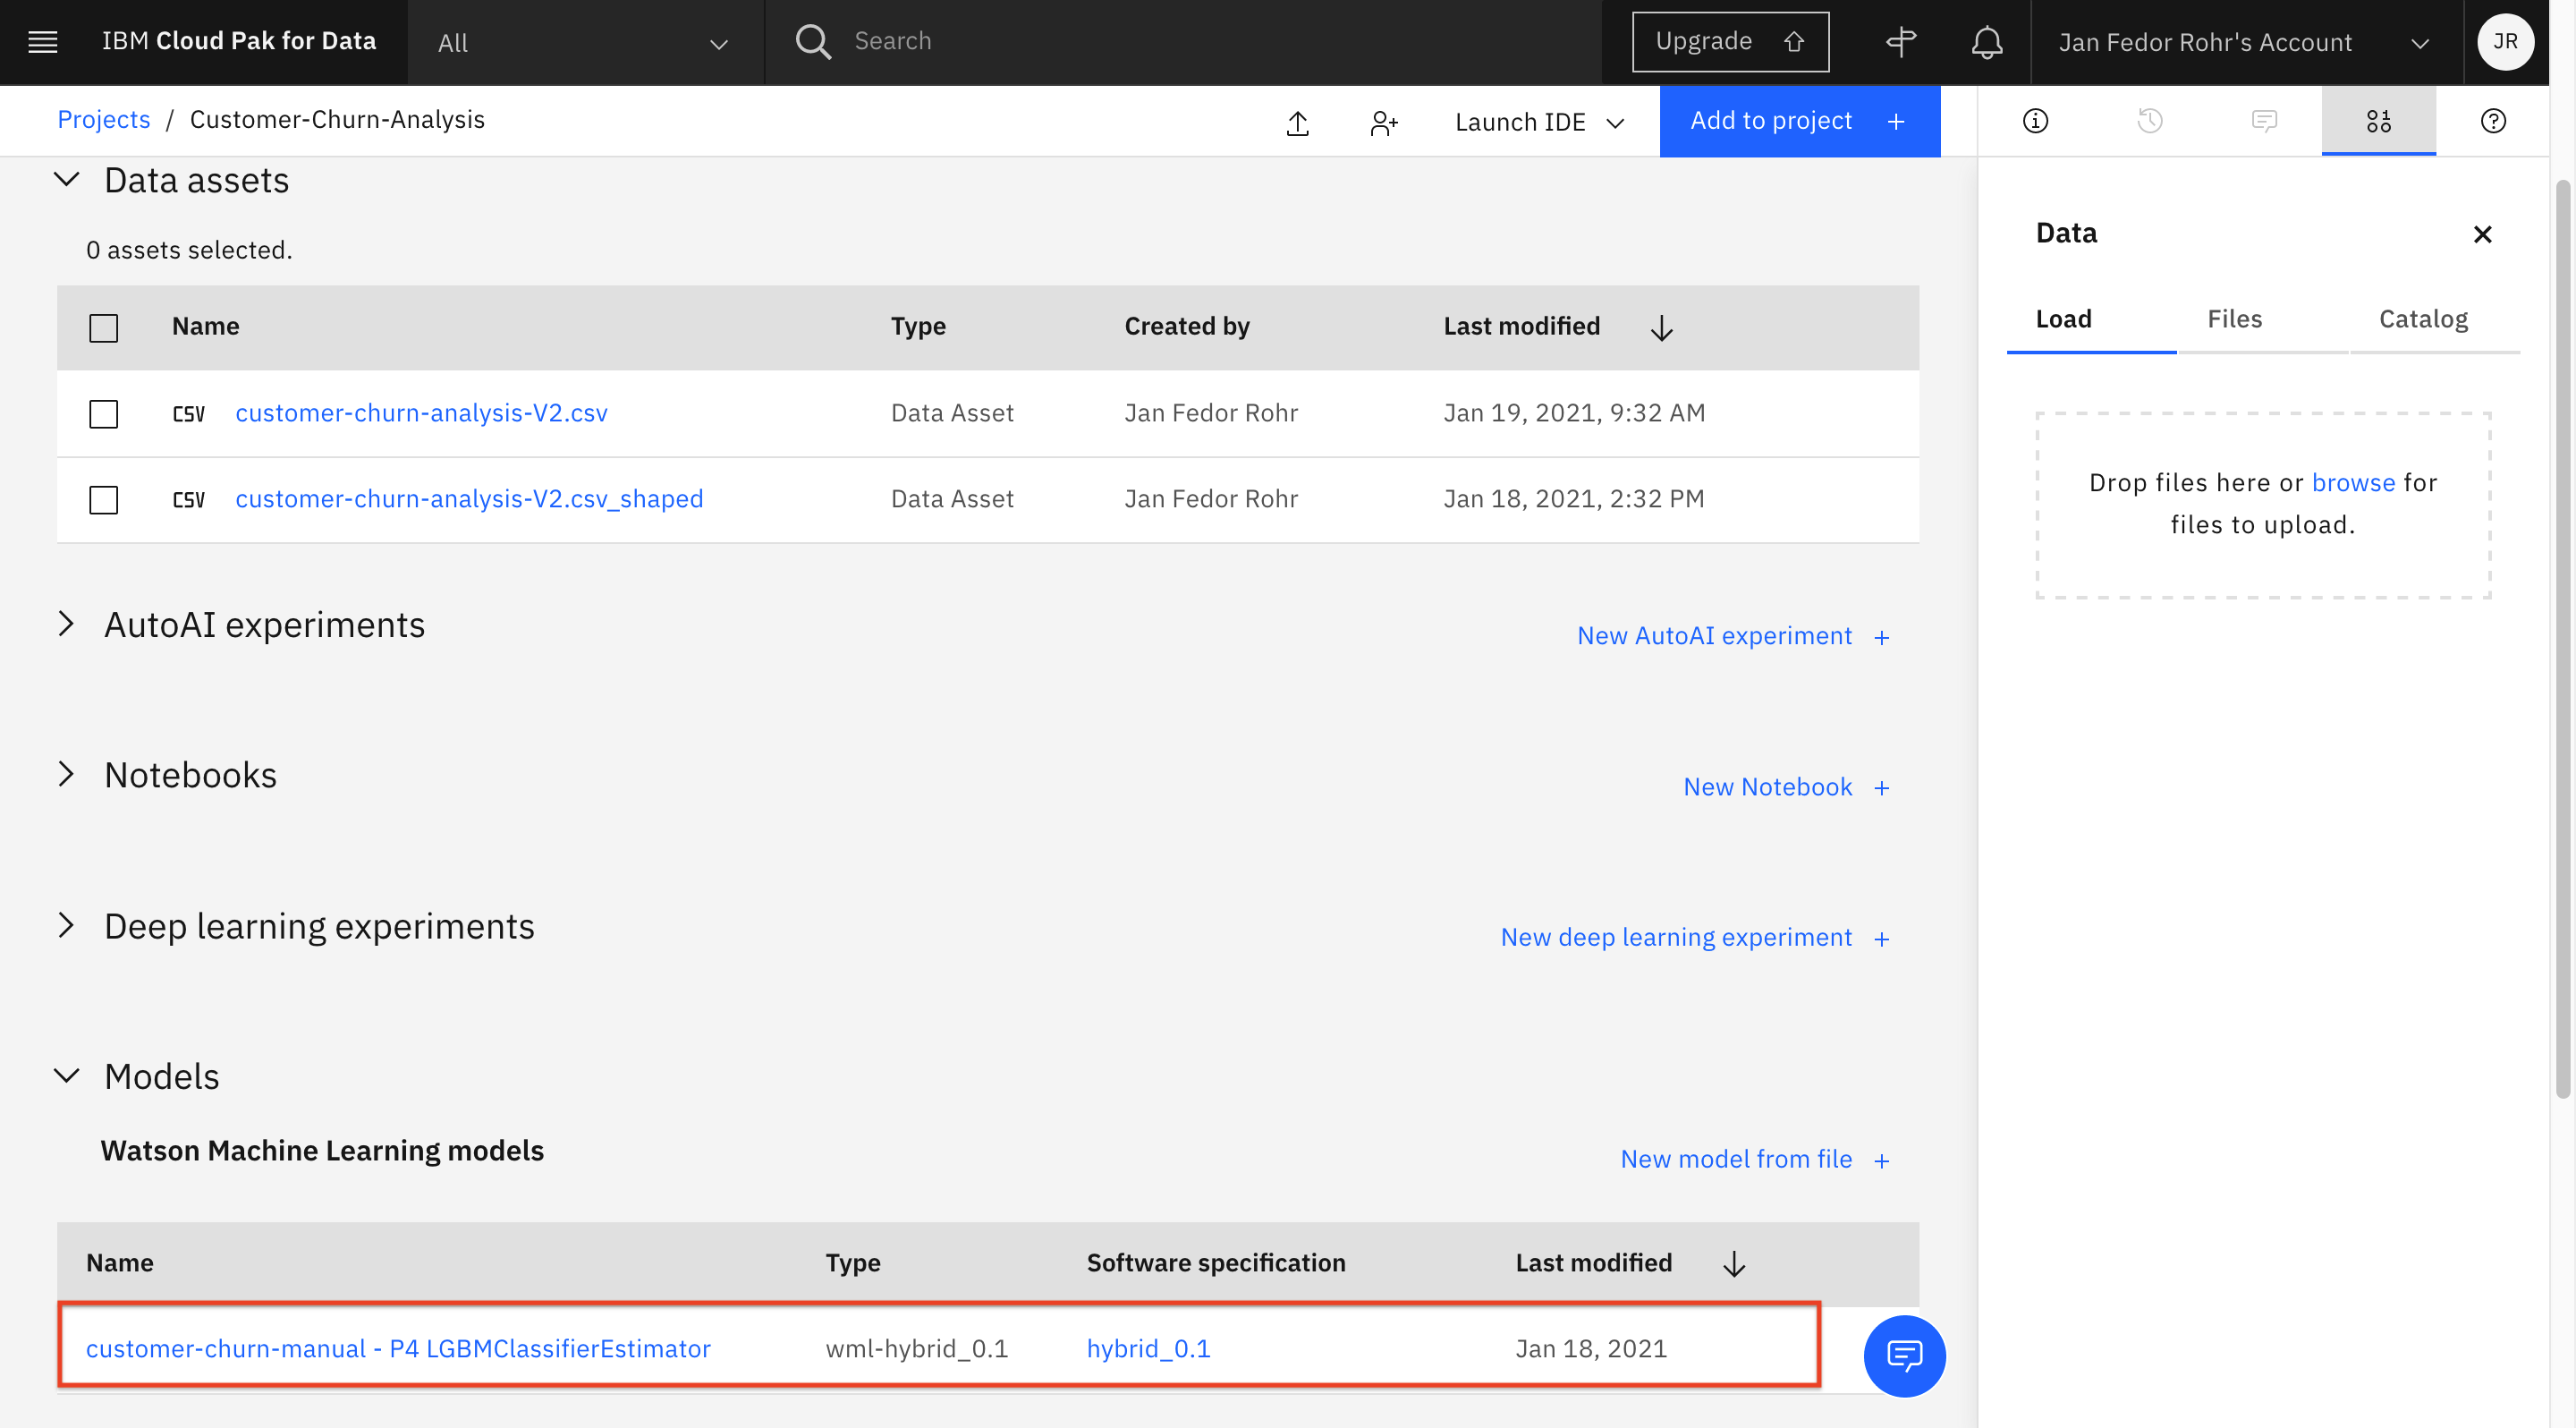 IBM Cloud Pak for Data
All
Search
Upgrade
Jan Fedor Rohr's Account
JR
Projects / Customer-Churn-Analysis
Launch IDE
Add to project +
Data assets
0 assets selected.
Name Type Created by Last modified
CSV customer-churn-analysis-V2.csv Data Asset Jan Fedor Rohr Jan 19, 2021, 9:32 AM
CSV customer-churn-analysis-V2.csv_shaped Data Asset Jan Fedor Rohr Jan 18, 2021, 2:32 PM
AutoAI experiments
New AutoAI experiment +
Notebooks
New Notebook +
Deep learning experiments
New deep learning experiment +
Models
Watson Machine Learning models
New model from file +
Name Type Software specification Last modified
customer-churn-manual - P4 LGBMClassifierEstimator wml-hybrid_0.1 hybrid_0.1 Jan 18, 2021
Data
Load Files Catalog
Drop files here or browse for
files to upload.